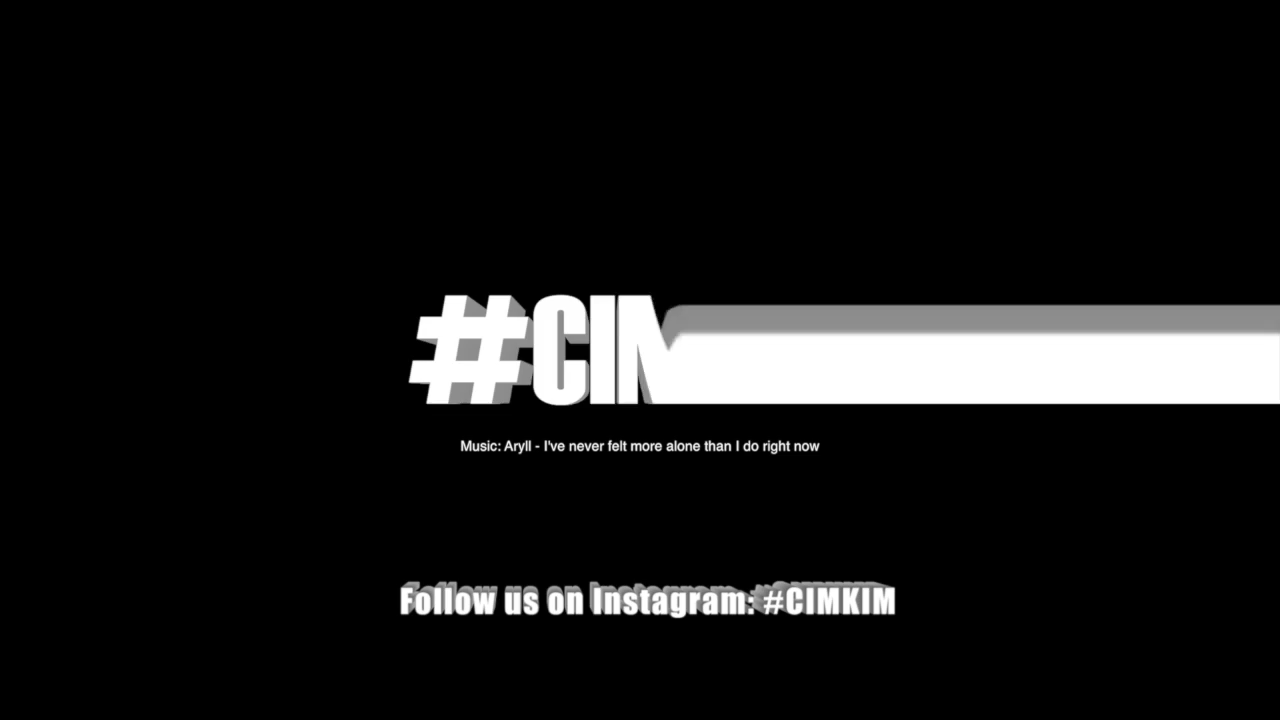 #CIM
Music: Aryll - I've never felt more alone than I do right now
Follow us on Instagram: #CIMKIM